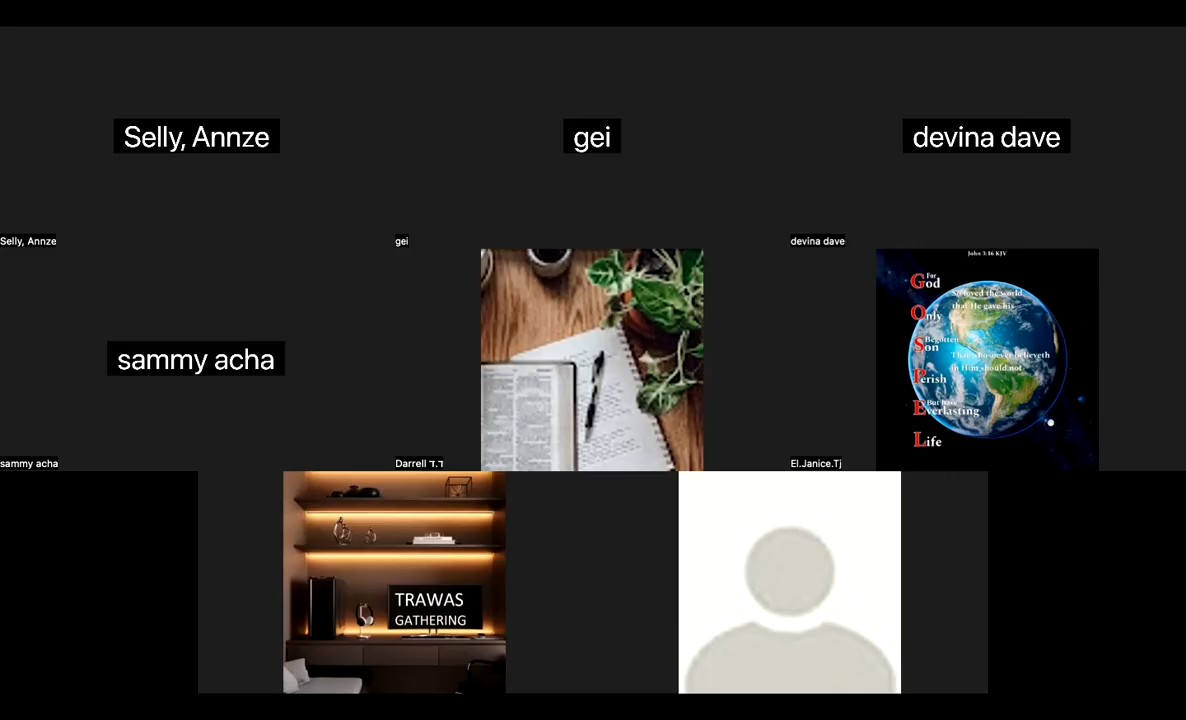 Selly, Annze
gei
devina dave
Selly, Annze
gei
devina dave
sammy acha
John 3:16 KJV
For
God
So loved the world,
that He gave his
Only
Begotten
Son
That whosoever believeth
in Him should not
Perish
But have
Everlasting
Life
sammy acha
Darrell ד.ד
El.Janice.Tj
TRAWAS
GATHERING